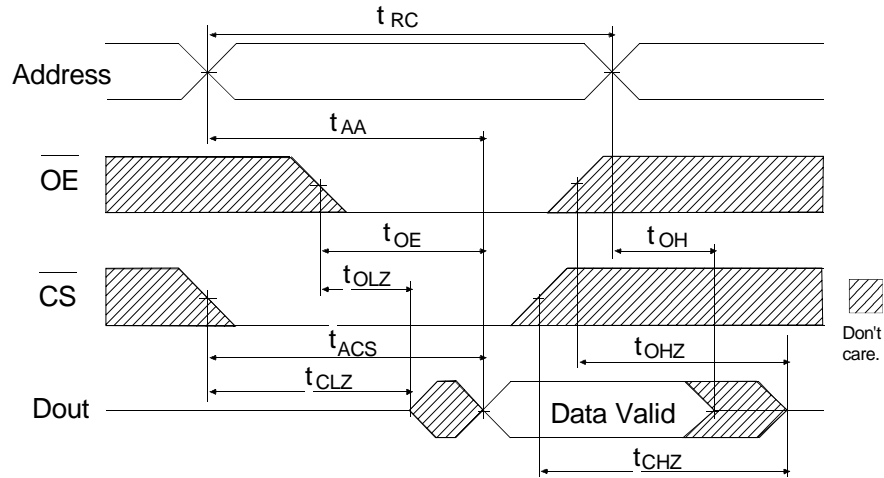 t RC
Address
t AA
OE
t OE
t OH
t OLZ
CS
Don't
care.
t ACS
t OHZ
t CLZ
Dout
Data Valid
t CHZ